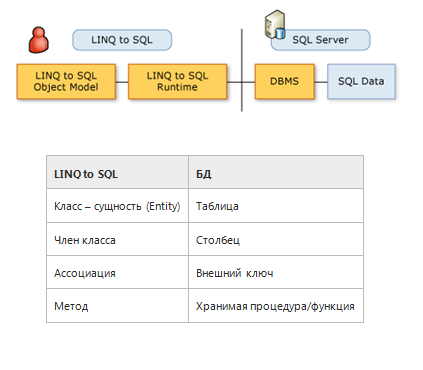 LINQ to SQL
SQL Server
LINQ to SQL
Object Model
LINQ to SQL
Runtime
DBMS
SQL Data
LINQ to SQL БД
Класс – сущность (Entity) Таблица
Член класса Столбец
Ассоциация Внешний ключ
Метод Хранимая процедура/функция